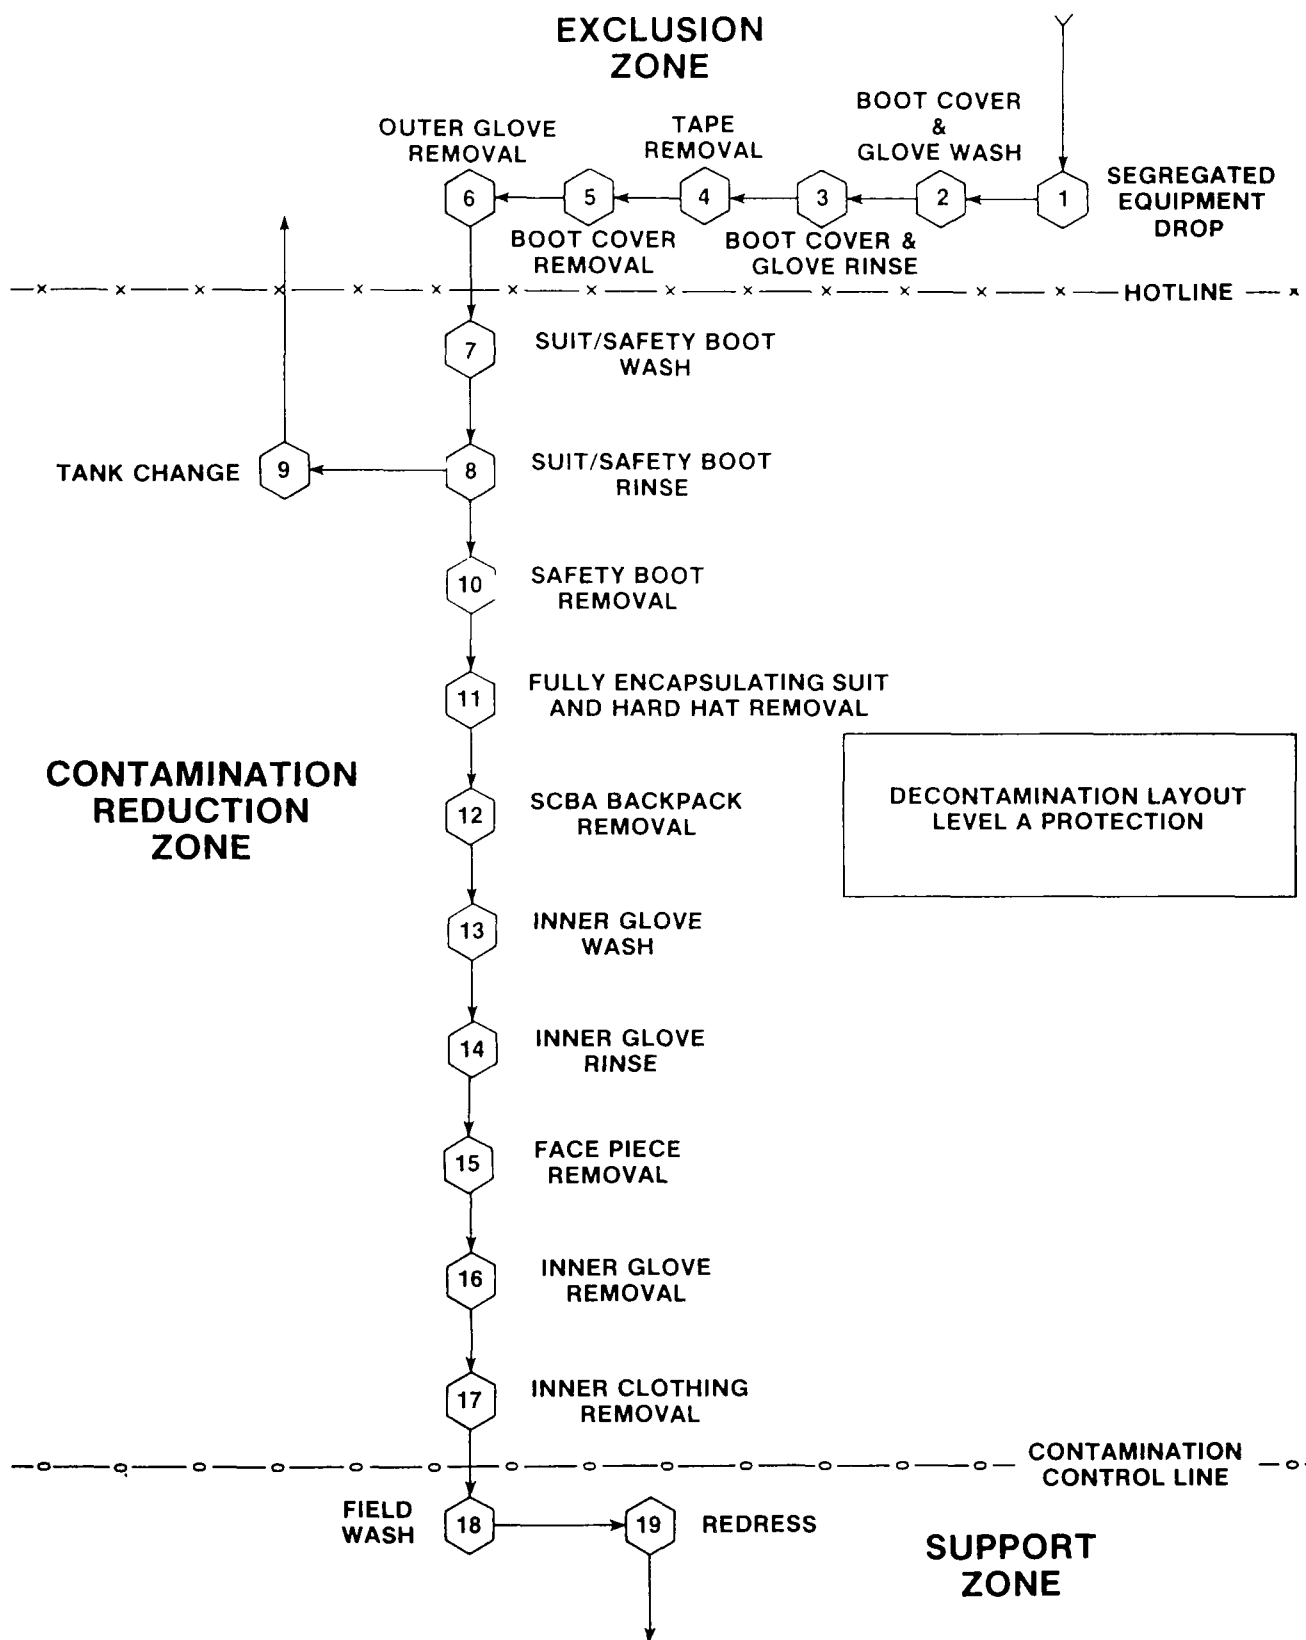 EXCLUSION
ZONE
OUTER GLOVE
REMOVAL
TAPE
REMOVAL
BOOT COVER
&
GLOVE WASH
6
5
4
3
2
1
SEGREGATED
EQUIPMENT
DROP
BOOT COVER
REMOVAL
BOOT COVER &
GLOVE RINSE
HOTLINE
7
SUIT/SAFETY BOOT
WASH
TANK CHANGE
9
8
SUIT/SAFETY BOOT
RINSE
10
SAFETY BOOT
REMOVAL
11
FULLY ENCAPSULATING SUIT
AND HARD HAT REMOVAL
CONTAMINATION
REDUCTION
ZONE
12
SCBA BACKPACK
REMOVAL
DECONTAMINATION LAYOUT
LEVEL A PROTECTION
13
INNER GLOVE
WASH
14
INNER GLOVE
RINSE
15
FACE PIECE
REMOVAL
16
INNER GLOVE
REMOVAL
17
INNER CLOTHING
REMOVAL
CONTAMINATION
CONTROL LINE
FIELD
WASH
18
19
REDRESS
SUPPORT
ZONE